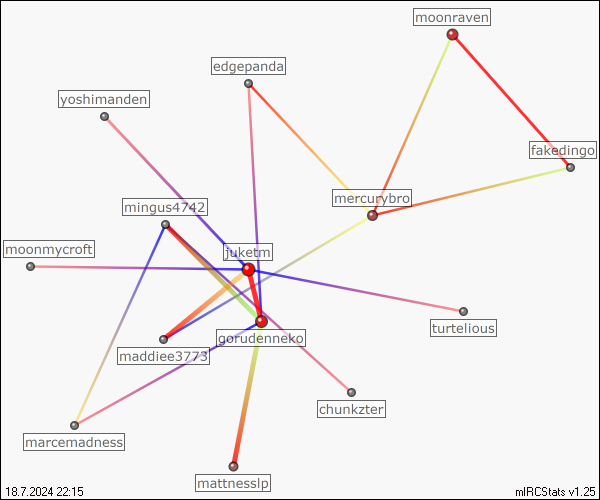 moonraven
edgepanda
yoshimanden
fakedingo
mercurybro
mingus4742
moonmycroft
juketm
turtelious
gorudenneko
maddiee3773
chunkzter
marcemadness
mattnesslp
18.7.2024 22:15
mIRCStats v1.25